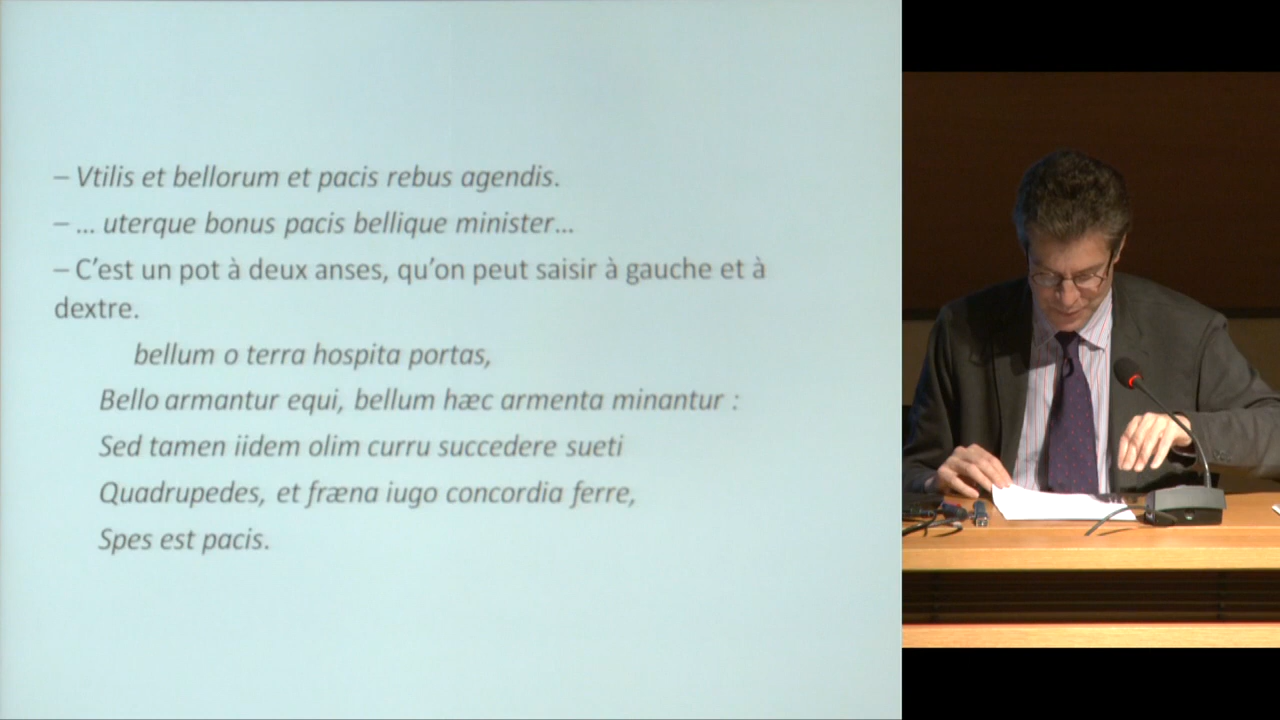 – Vtilis et bellorum et pacis rebus agendis.
– ... uterque bonus pacis bellique minister...
– C’est un pot à deux anses, qu’on peut saisir à gauche et à
dextre.
bellum o terra hospita portas,
Bello armantur equi, bellum hæc armenta minantur :
Sed tamen iidem olim curru succedere sueti
Quadrupedes, et fræna iugo concordia ferre,
Spes est pacis.